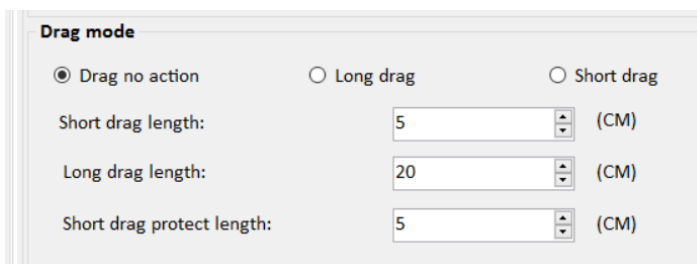 Drag mode
Drag no action Long drag Short drag
Short drag length: 5 (CM)
Long drag length: 20 (CM)
Short drag protect length: 5 (CM)